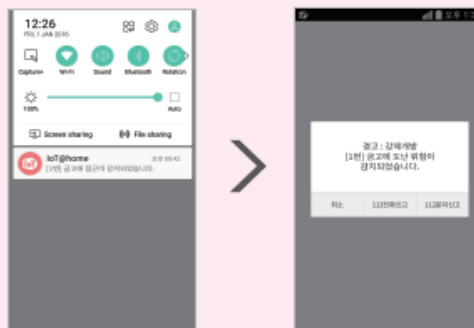 12:26
FRI, 1 JAN 2016
Capture+ Wi-Fi Sound Bluetooth Rotation
100% Auto
Screen sharing File sharing
IoT@home 오후 05:42
[1번] 금고에 접근이 감지되었습니다.
경고 : 강제개방
[1번] 금고에 도난 위험이
감지되었습니다.
취소 112전화신고 112문자신고